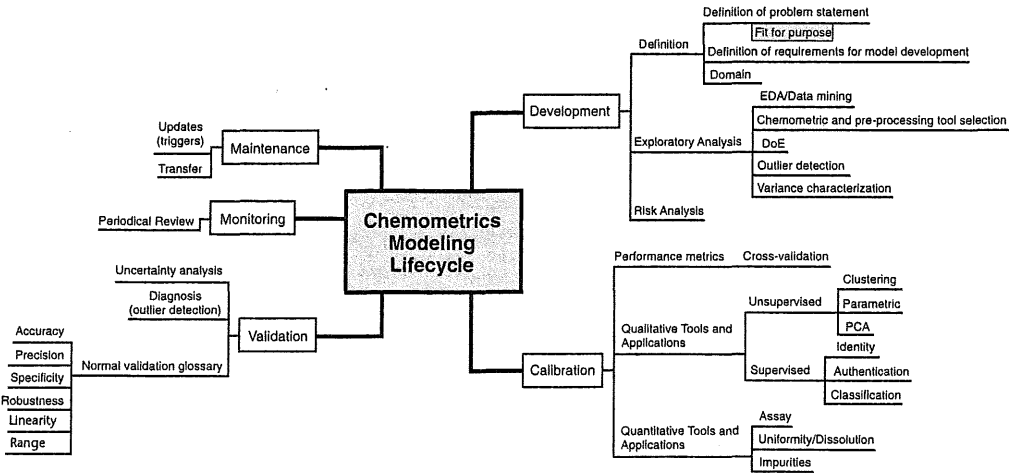 Chemometrics
Modeling
Lifecycle
Development
Definition
Definition of problem statement
Fit for purpose
Definition of requirements for model development
Domain
Exploratory Analysis
EDA/Data mining
Chemometric and pre-processing tool selection
DoE
Outlier detection
Variance characterization
Risk Analysis
Calibration
Performance metrics
Cross-validation
Qualitative Tools and
Applications
Unsupervised
Clustering
Parametric
PCA
Supervised
Identity
Authentication
Classification
Quantitative Tools and
Applications
Assay
Uniformity/Dissolution
Impurities
Validation
Uncertainty analysis
Diagnosis
(outlier detection)
Normal validation glossary
Accuracy
Precision
Specificity
Robustness
Linearity
Range
Monitoring
Periodical Review
Maintenance
Updates
(triggers)
Transfer